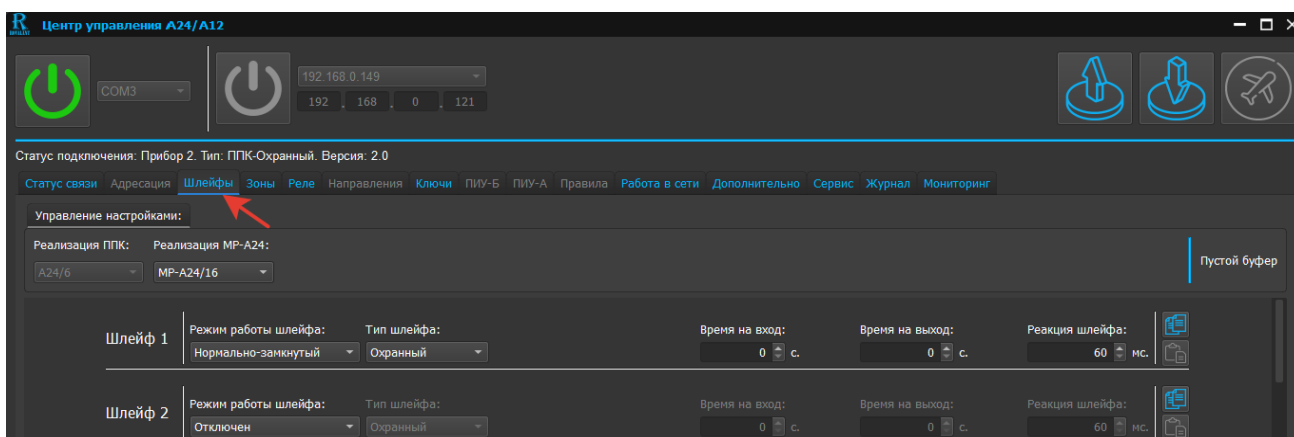 R
ROVALANT
Центр управления A24/A12
COM3
192.168.0.149
192 . 168 . 0 . 121
Статус подключения: Прибор 2. Тип: ППК-Охранный. Версия: 2.0
Статус связи Адресация Шлейфы Зоны Реле Направления Ключи ПИУ-Б ПИУ-А Правила Работа в сети Дополнительно Сервис Журнал Мониторинг
Управление настройками:
Реализация ППК: Реализация МР-А24:
A24/6 МР-А24/16
Пустой буфер
Шлейф 1
Режим работы шлейфа: Тип шлейфа: Время на вход: Время на выход: Реакция шлейфа:
Нормально-замкнутый Охранный 0 с. 0 с. 60 мс.
Шлейф 2
Режим работы шлейфа: Тип шлейфа: Время на вход: Время на выход: Реакция шлейфа:
Отключен Охранный 0 с. 0 с. 60 мс.